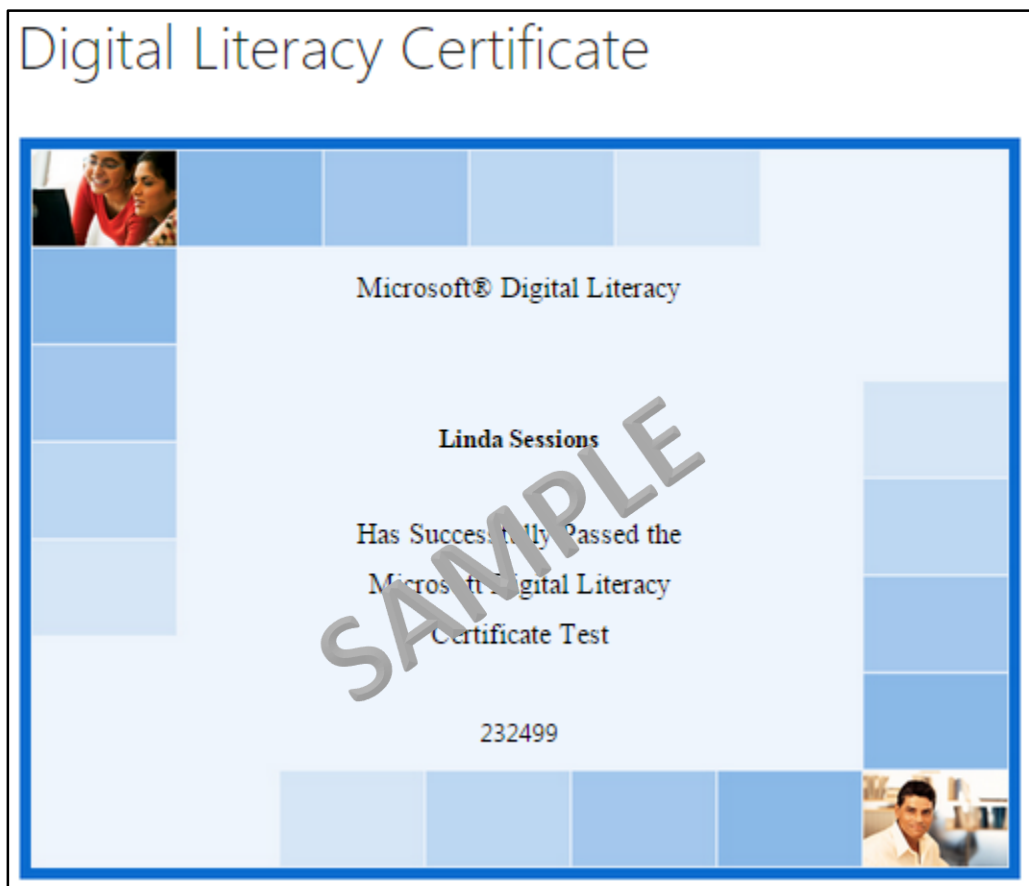 Digital Literacy Certificate
Microsoft® Digital Literacy
Linda Sessions
Has Successfully Passed the
Microsoft Digital Literacy
Certificate Test
SAMPLE
232499